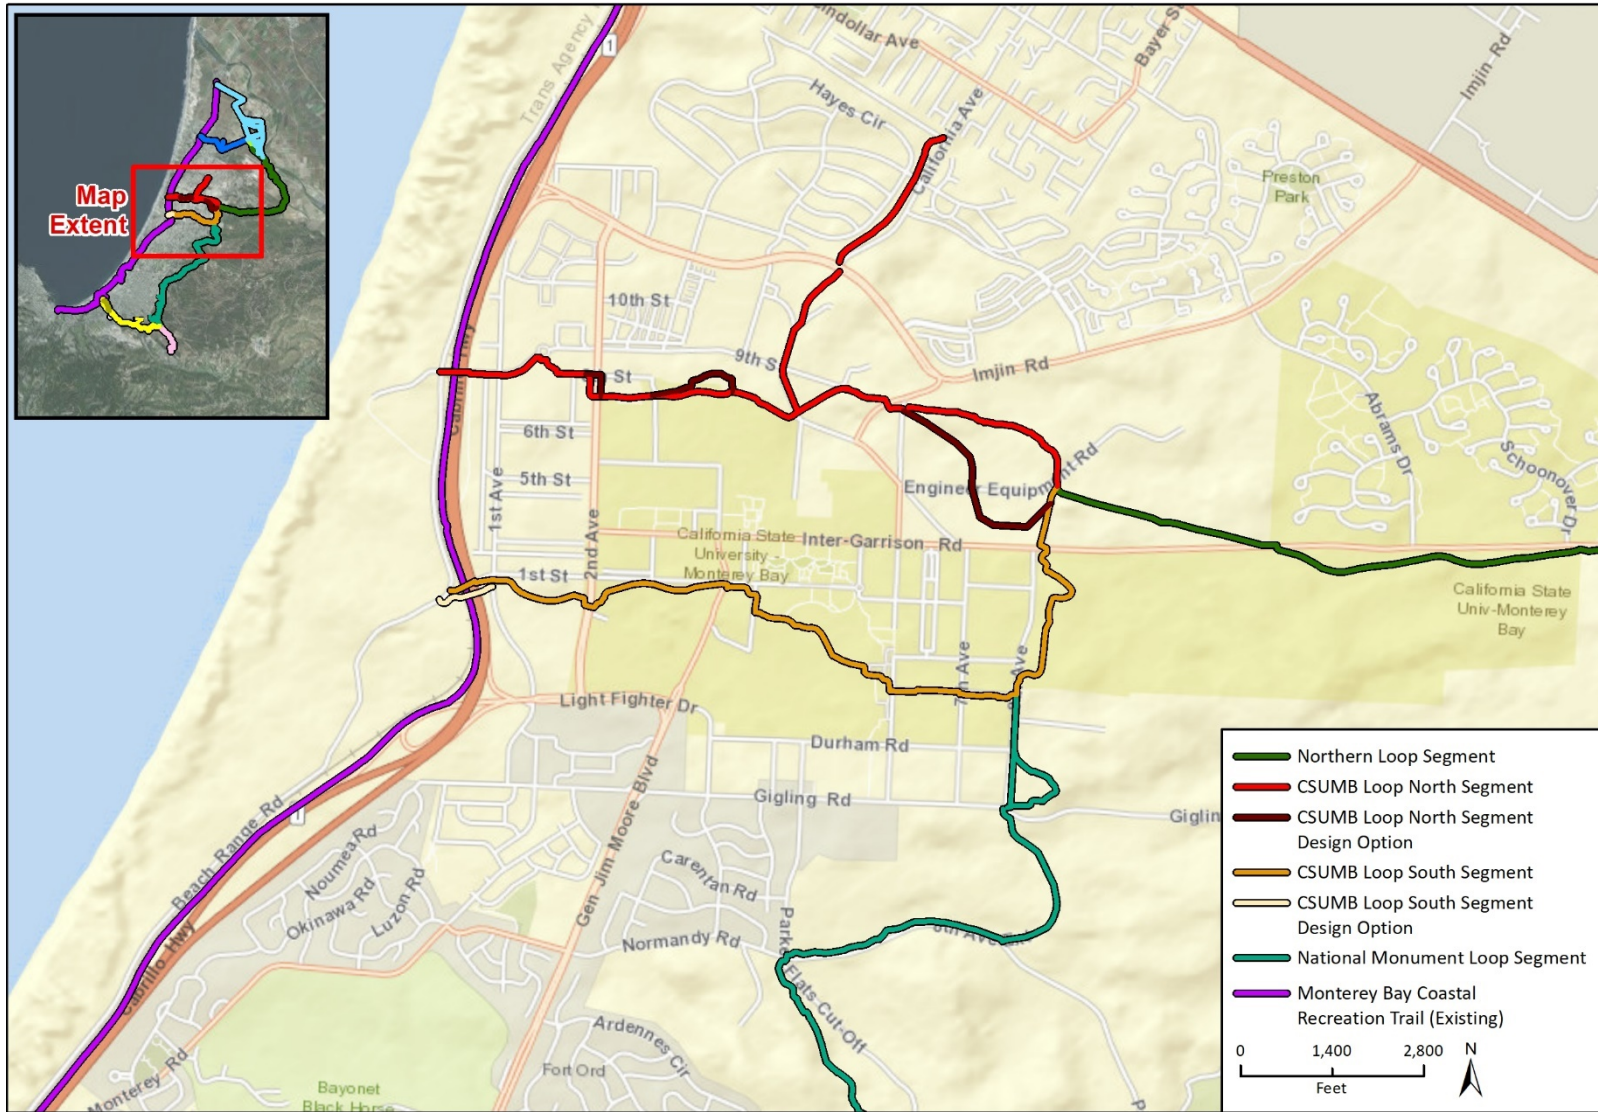 Map
Extent
Trans Agency
1
endollar Ave
Bayer S
Imjin Rd
Hayes Cir
California Ave
Preston
Park
10th St
9th S
Imjin Rd
St
Cabrillo Hwy
6th St
Abrams Dr
Schoonover Dr
1st Ave
5th St
2nd Ave
Engineer Equipment Rd
California State
University -
Monterey Bay
Inter-Garrison Rd
1st St
California State
Univ-Monterey
Bay
7th Ave
Ave
Light Fighter Dr
Durham Rd
Gigling Rd
Giglin
Gen Jim Moore Blvd
Beach Range Rd
1
Noumea Rd
Okinawa Rd
Luzon Rd
Carentan Rd
Normandy Rd
Parker Flats Cut-Off
8th Ave
Cabrillo Hwy
Ardennes Cir
Fort Ord
Monterey Rd
Bayonet
Black Horse
P
Northern Loop Segment
CSUMB Loop North Segment
CSUMB Loop North Segment
Design Option
CSUMB Loop South Segment
CSUMB Loop South Segment
Design Option
National Monument Loop Segment
Monterey Bay Coastal
Recreation Trail (Existing)
0 1,400 2,800
Feet
N